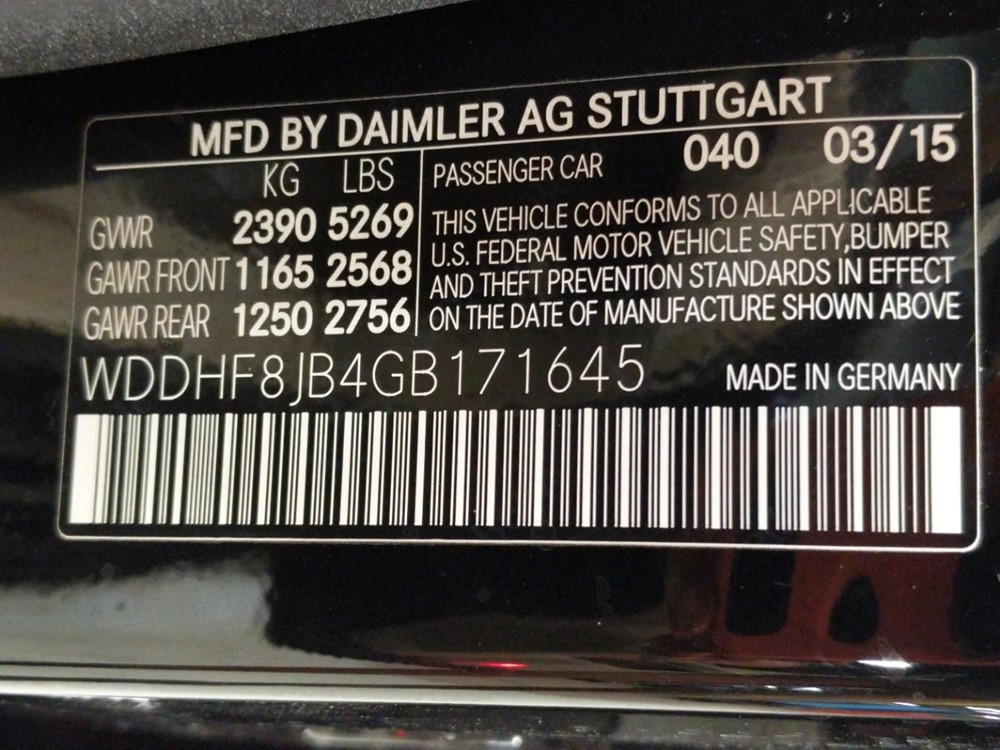 MFD BY DAIMLER AG STUTTGART
KG LBS
GVWR 2390 5269
GAWR FRONT 1165 2568
GAWR REAR 1250 2756
PASSENGER CAR 040 03/15
THIS VEHICLE CONFORMS TO ALL APPLICABLE
U.S. FEDERAL MOTOR VEHICLE SAFETY,BUMPER
AND THEFT PREVENTION STANDARDS IN EFFECT
ON THE DATE OF MANUFACTURE SHOWN ABOVE
WDDHF8JB4GB171645 MADE IN GERMANY